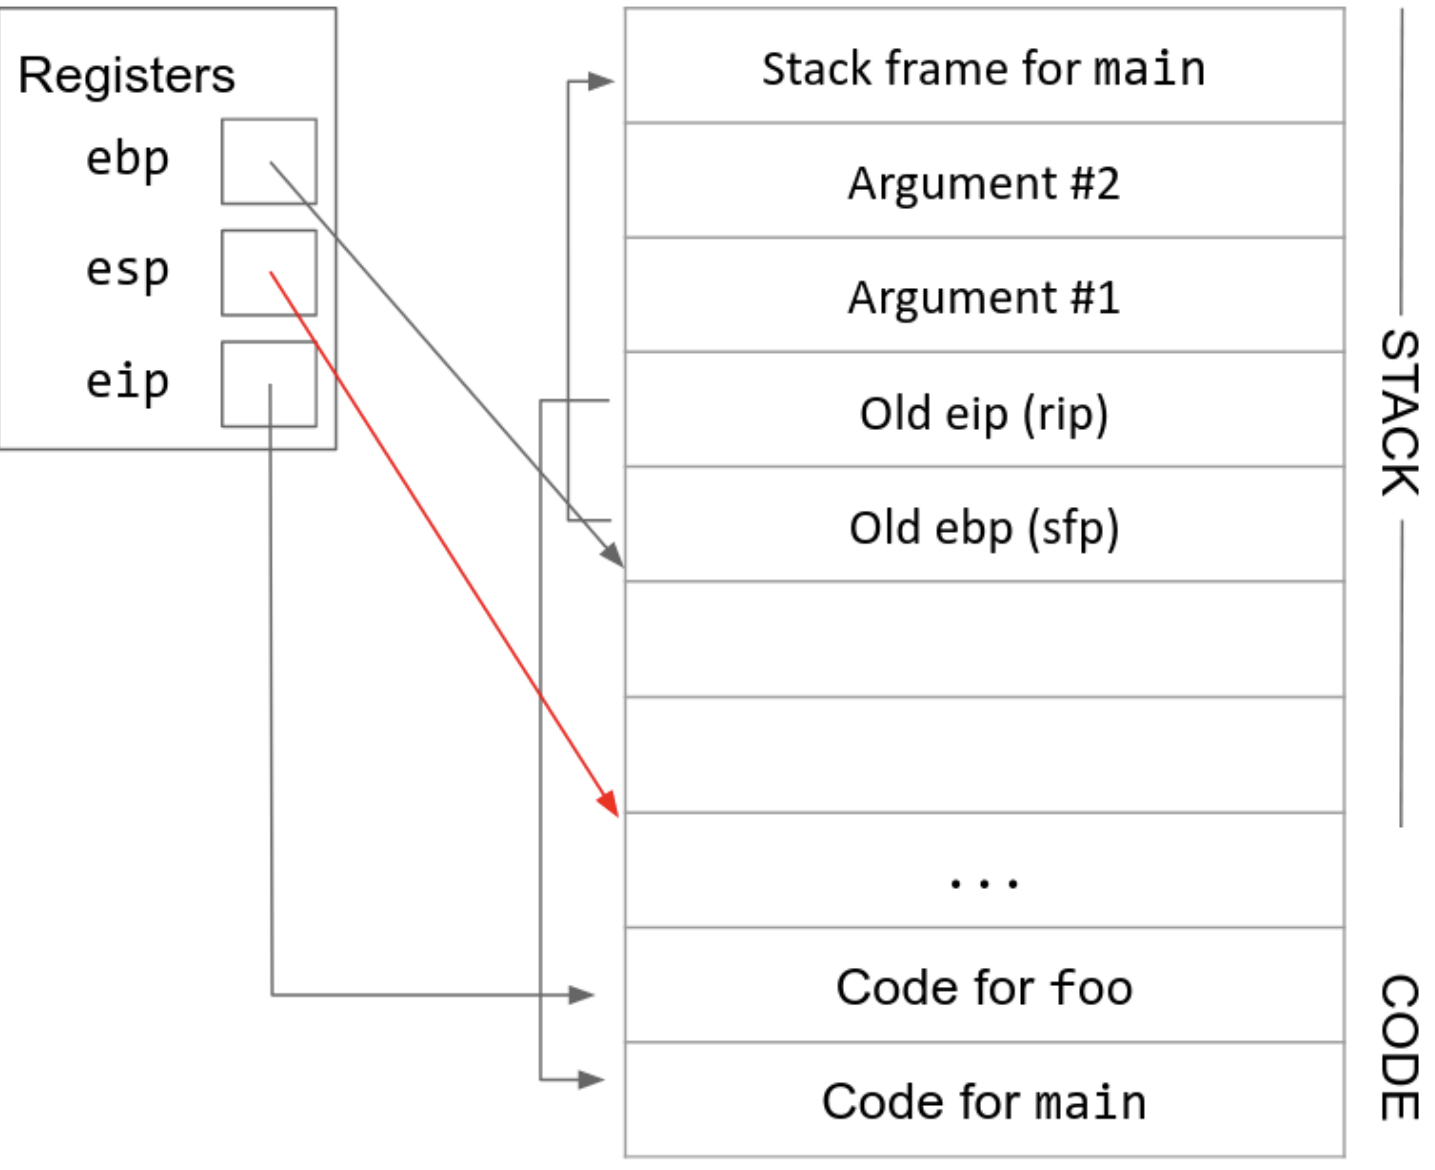 Registers
ebp
esp
eip
Stack frame for main
Argument #2
Argument #1
Old eip (rip)
Old ebp (sfp)
...
Code for foo
Code for main
STACK
CODE